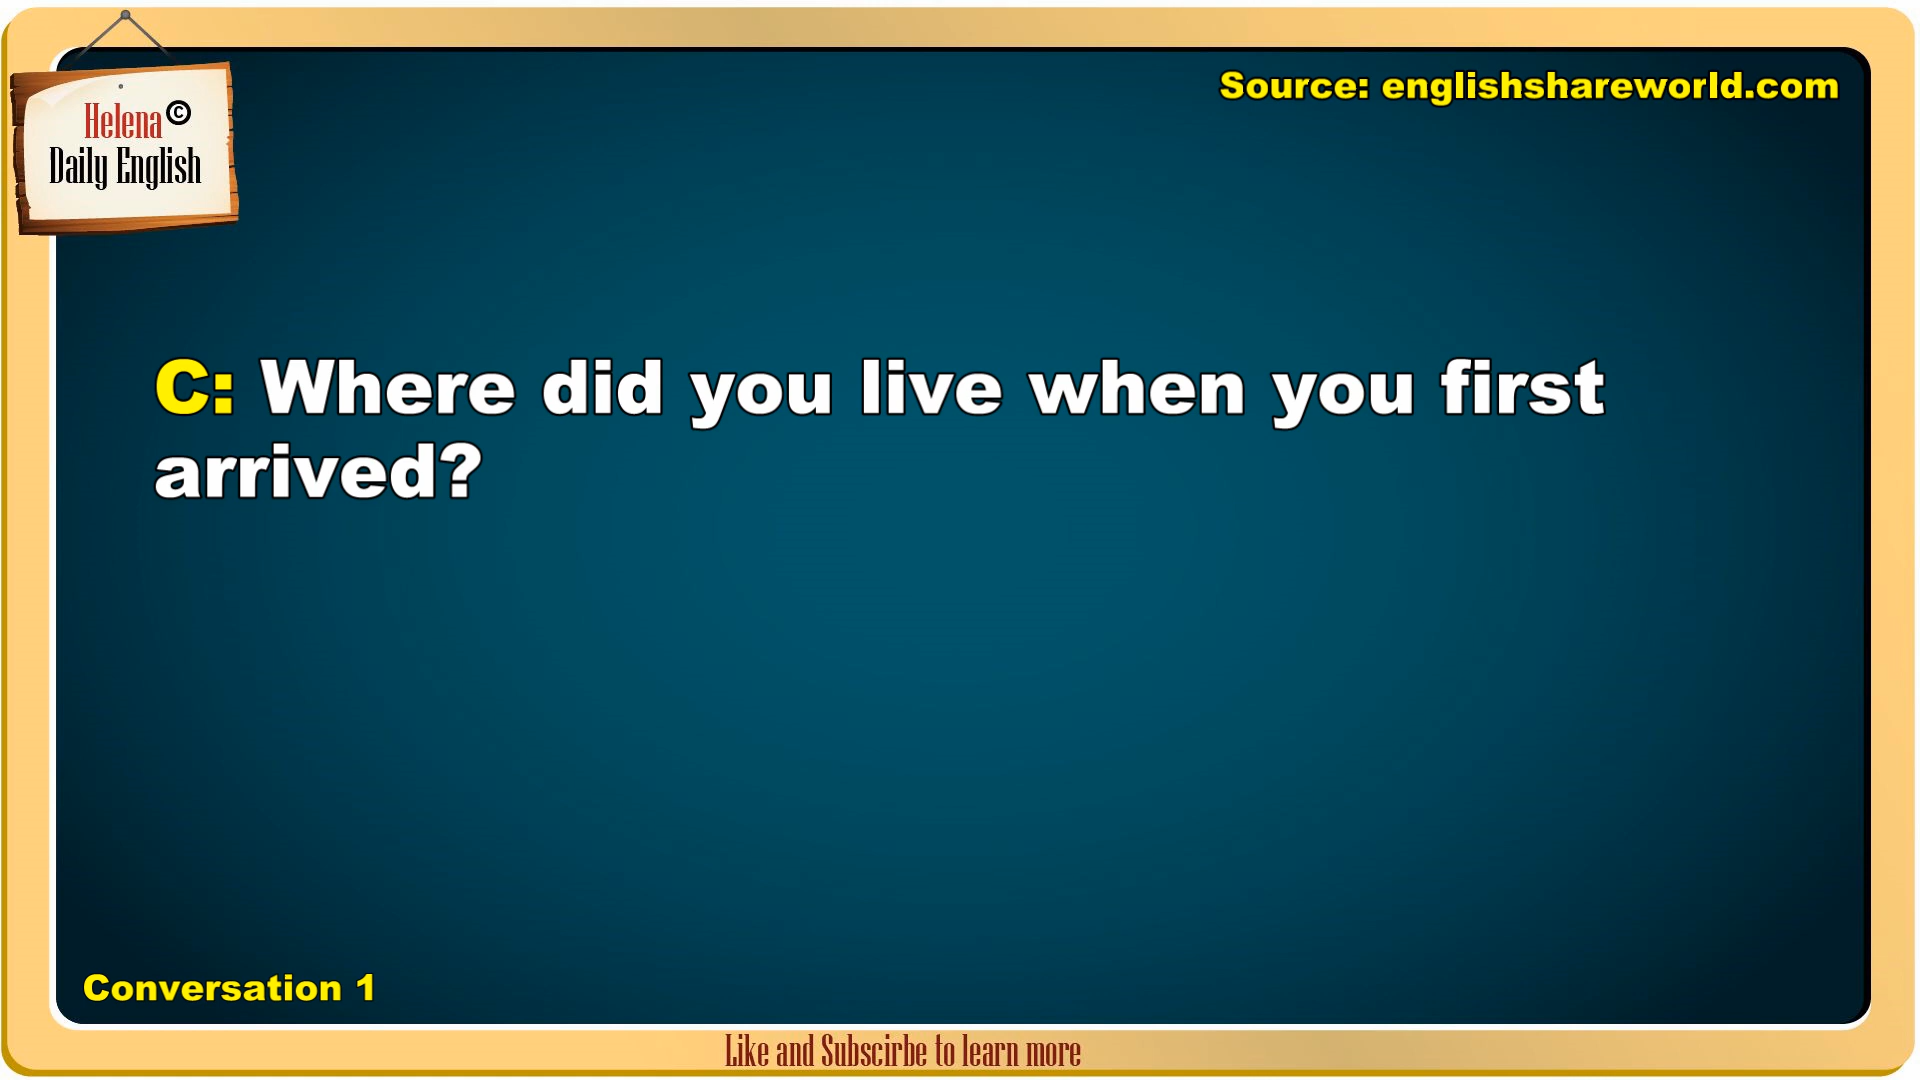 Helena©
Daily English
Source: englishshareworld.com
C: Where did you live when you first
arrived?
Conversation 1
Like and Subscirbe to learn more